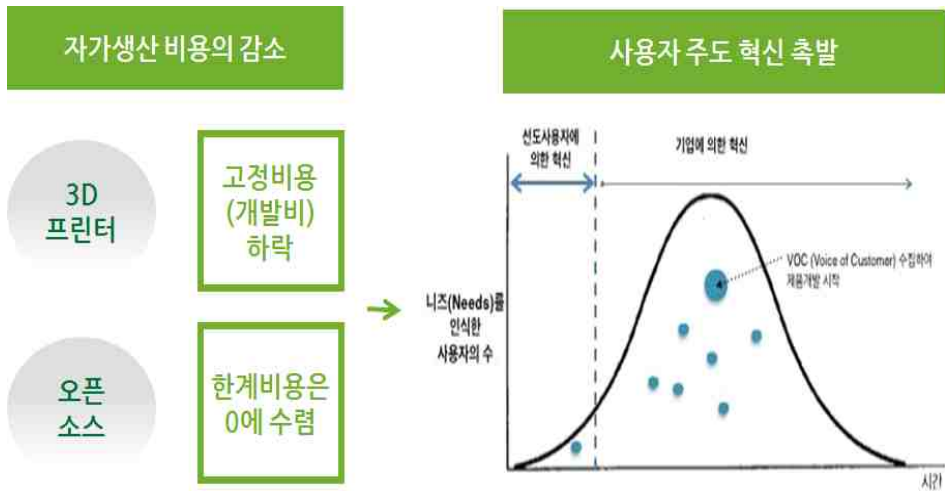 자가생산 비용의 감소
3D
프린터
고정비용
(개발비)
하락
오픈
소스
한계비용은
0에 수렴
사용자 주도 혁신 촉발
선도사용자에
의한 혁신
기업에 의한 혁신
VOC (Voice of Customer) 수집하여
제품개발 시작
니즈(Needs)를
인식한
사용자의 수
시간